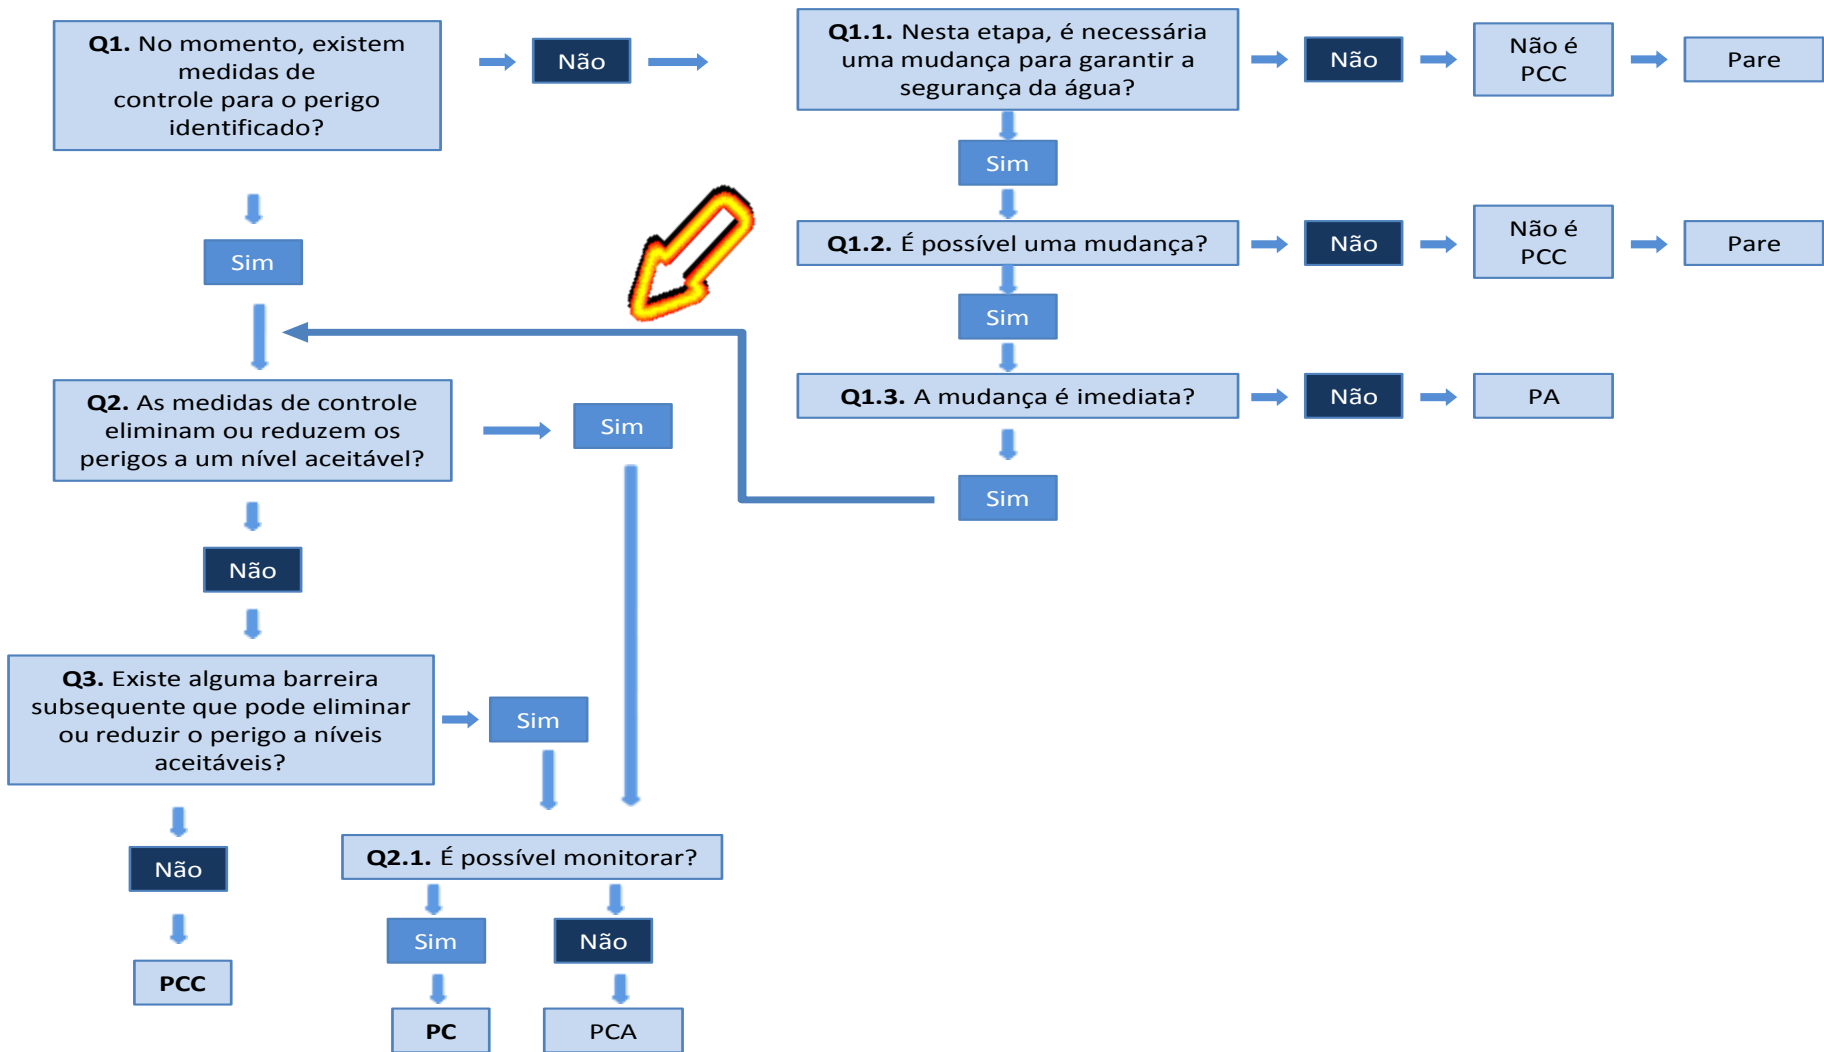 Q1. No momento, existem
medidas de
controle para o perigo
identificado?
Não
Q1.1. Nesta etapa, é necessária
uma mudança para garantir a
segurança da água?
Não
Não é
PCC
Pare
Sim
Sim
Q1.2. É possível uma mudança?
Não
Não é
PCC
Pare
Sim
Q1.3. A mudança é imediata?
Não
PA
Sim
Q2. As medidas de controle
eliminam ou reduzem os
perigos a um nível aceitável?
Sim
Não
Q3. Existe alguma barreira
subsequente que pode eliminar
ou reduzir o perigo a níveis
aceitáveis?
Sim
Não
PCC
Q2.1. É possível monitorar?
Sim
Não
PC
PCA